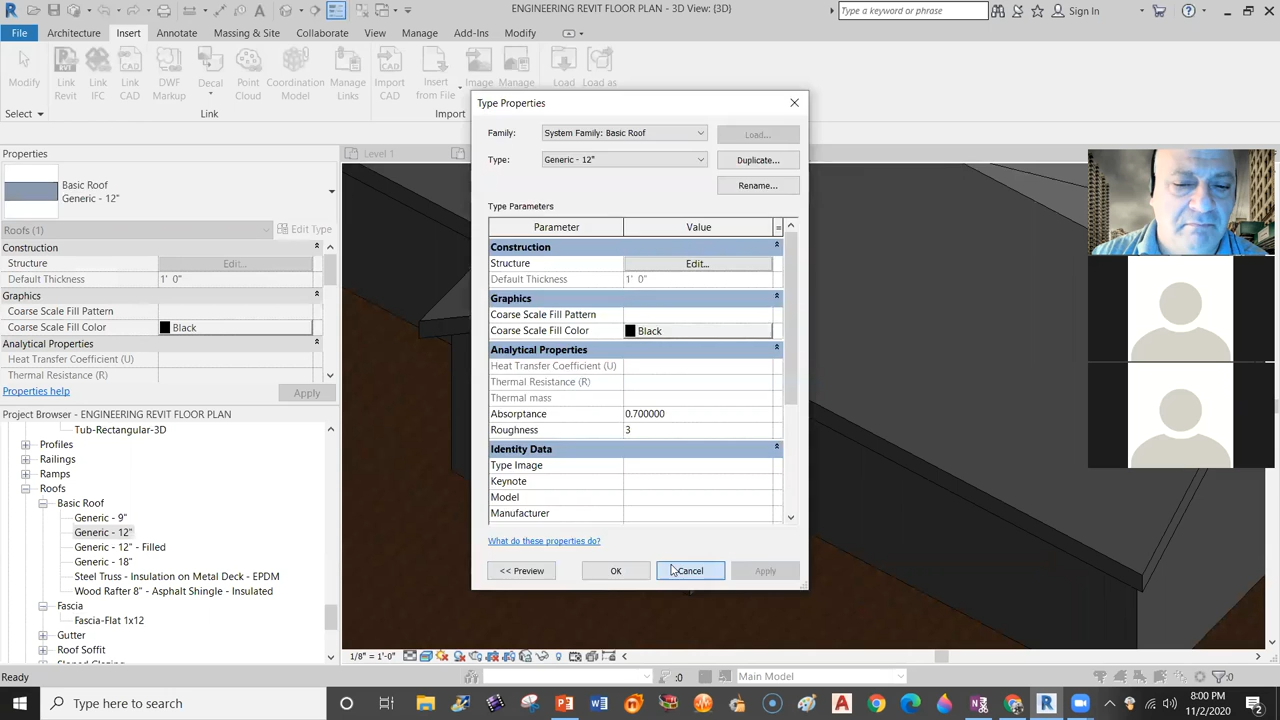 ENGINEERING REVIT FLOOR PLAN - 3D View: {3D}
Type a keyword or phrase
Sign In
File
Architecture
Insert
Annotate
Massing & Site
Collaborate
View
Manage
Add-Ins
Modify
Modify
Link Revit
Link IFC
Link CAD
DWF Markup
Decal
Point Cloud
Coordination Model
Manage Links
Import CAD
Insert from File
Image
Manage
Load
Load as
Select
Link
Import
Properties
Level 1
Basic Roof
Generic - 12"
Roofs (1)
Edit Type
Construction
Structure
Edit...
Default Thickness
1' 0"
Graphics
Coarse Scale Fill Pattern
Coarse Scale Fill Color
Black
Analytical Properties
Heat Transfer Coefficient (U)
Thermal Resistance (R)
Properties help
Apply
Project Browser - ENGINEERING REVIT FLOOR PLAN
Tub-Rectangular-3D
Profiles
Railings
Ramps
Roofs
Basic Roof
Generic - 9"
Generic - 12"
Generic - 12" - Filled
Generic - 18"
Steel Truss - Insulation on Metal Deck - EPDM
Wood Rafter 8" - Asphalt Shingle - Insulated
Fascia
Fascia-Flat 1x12
Gutter
Roof Soffit
Type Properties
Family:
System Family: Basic Roof
Load...
Type:
Generic - 12"
Duplicate...
Rename...
Type Parameters
Parameter
Value
=
Construction
Structure
Edit...
Default Thickness
1' 0"
Graphics
Coarse Scale Fill Pattern
Coarse Scale Fill Color
Black
Analytical Properties
Heat Transfer Coefficient (U)
Thermal Resistance (R)
Thermal mass
Absorptance
0.700000
Roughness
3
Identity Data
Type Image
Keynote
Model
Manufacturer
What do these properties do?
<< Preview
OK
Cancel
Apply
1/8" = 1'-0"
Ready
:0
Main Model
:0
Type here to search
8:00 PM
11/2/2020